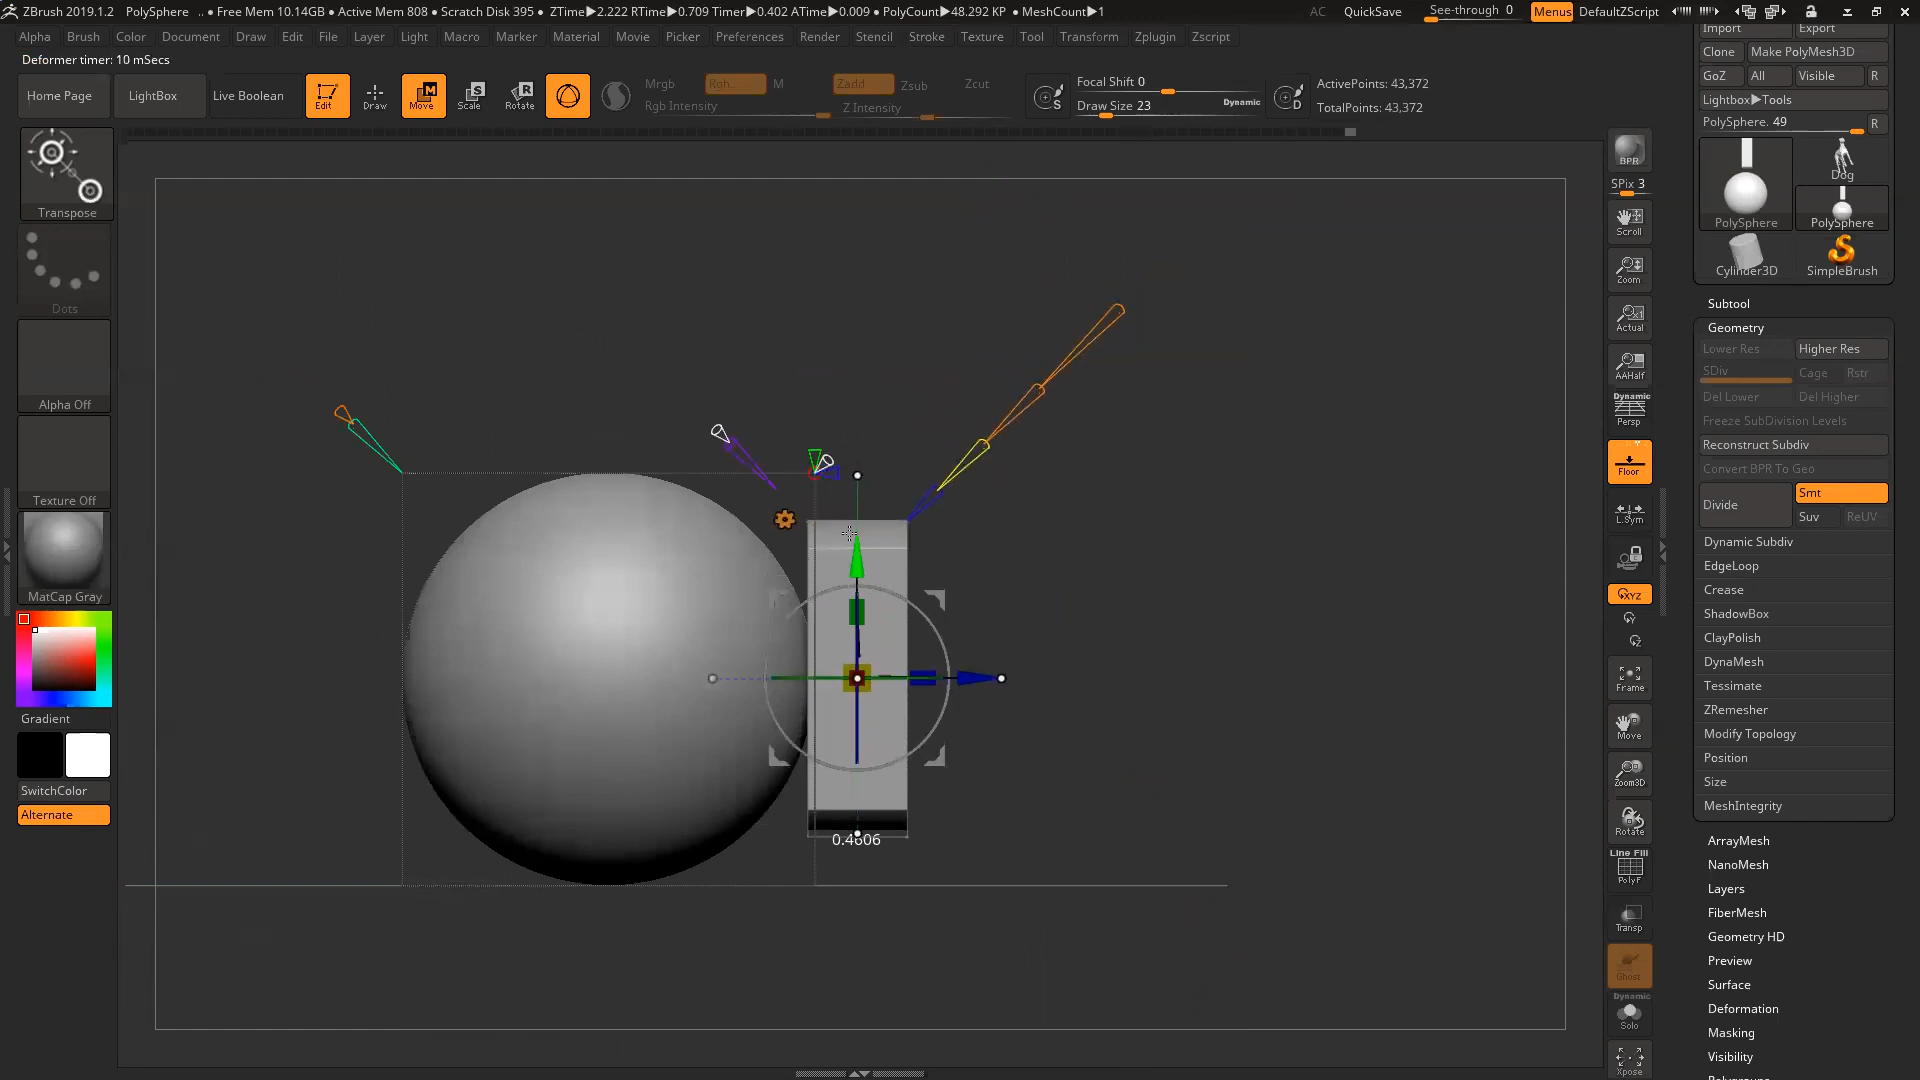 ZBrush 2019.1.2 PolySphere .. ● Free Mem 10.14GB ● Active Mem 808 ● Scratch Disk 395 ● ZTime▶2.222 RTime▶0.709 Timer▶0.402 ATime▶0.009 ● PolyCount▶48.292 KP ● MeshCount▶1 AC QuickSave See-through 0 Menus DefaultZScript
Alpha Brush Color Document Draw Edit File Layer Light Macro Marker Material Movie Picker Preferences Render Stencil Stroke Texture Tool Transform Zplugin Zscript
Deformer timer: 10 mSecs
Home Page LightBox Live Boolean Edit Draw Move Scale Rotate
Mrgb Rgb M Zadd Zsub Zcut
Rgb Intensity Z Intensity
Focal Shift 0
Draw Size 23 Dynamic
S
D
ActivePoints: 43,372
TotalPoints: 43,372
Transpose
Dots
Alpha Off
Texture Off
MatCap Gray
Gradient
SwitchColor
Alternate
0.4606
BPR
SPix 3
Scroll
Zoom
Actual
AAHalf
Dynamic
Persp
Floor
L.Sym
XYZ
Frame
Move
Zoom3D
Rotate
Line Fill
PolyF
Transp
Ghost
Dynamic
Solo
Xpose
Import Export
Clone Make PolyMesh3D
GoZ All Visible R
Lightbox▶Tools
PolySphere. 49 R
PolySphere
Dog
PolySphere
Cylinder3D
SimpleBrush
Subtool
Geometry
Lower Res Higher Res
SDiv Cage Rstr
Del Lower Del Higher
Freeze SubDivision Levels
Reconstruct Subdiv
Convert BPR To Geo
Divide Smt
Suv ReUV
Dynamic Subdiv
EdgeLoop
Crease
ShadowBox
ClayPolish
DynaMesh
Tessimate
ZRemesher
Modify Topology
Position
Size
MeshIntegrity
ArrayMesh
NanoMesh
Layers
FiberMesh
Geometry HD
Preview
Surface
Deformation
Masking
Visibility